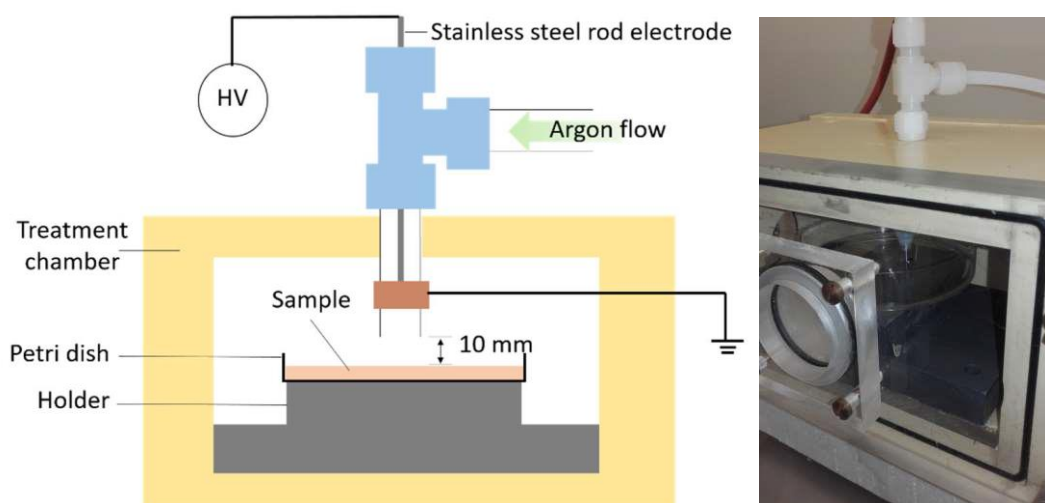 Stainless steel rod electrode
HV
Argon flow
Treatment
chamber
Sample
10 mm
Petri dish
Holder